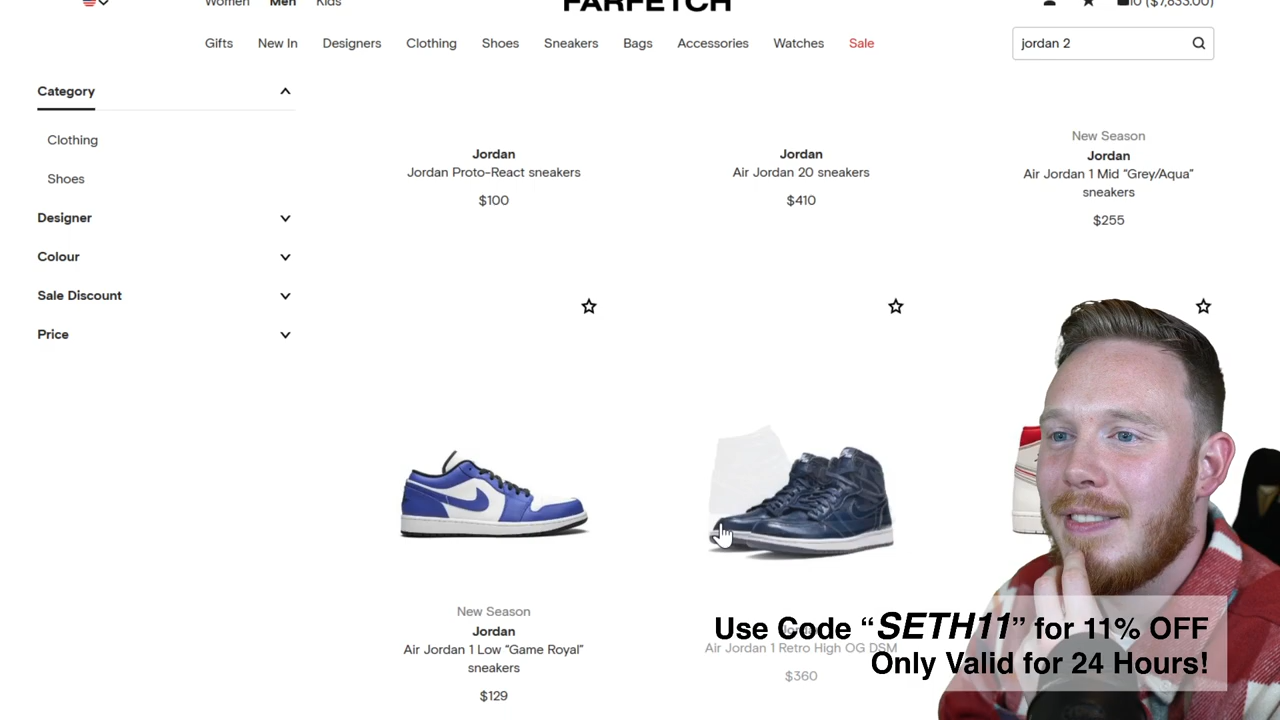 Women Men Kids
FARFETCH
10 ($7,833.00)
Gifts New In Designers Clothing Shoes Sneakers Bags Accessories Watches Sale
jordan 2
Category
Clothing
Shoes
Designer
Colour
Sale Discount
Price
Jordan
Jordan Proto-React sneakers
$100
Jordan
Air Jordan 20 sneakers
$410
New Season
Jordan
Air Jordan 1 Mid “Grey/Aqua”
sneakers
$255
New Season
Jordan
Air Jordan 1 Low “Game Royal”
sneakers
$129
Jordan
Air Jordan 1 Retro High OG DSM
$360
Use Code “SETH11” for 11% OFF
Only Valid for 24 Hours!